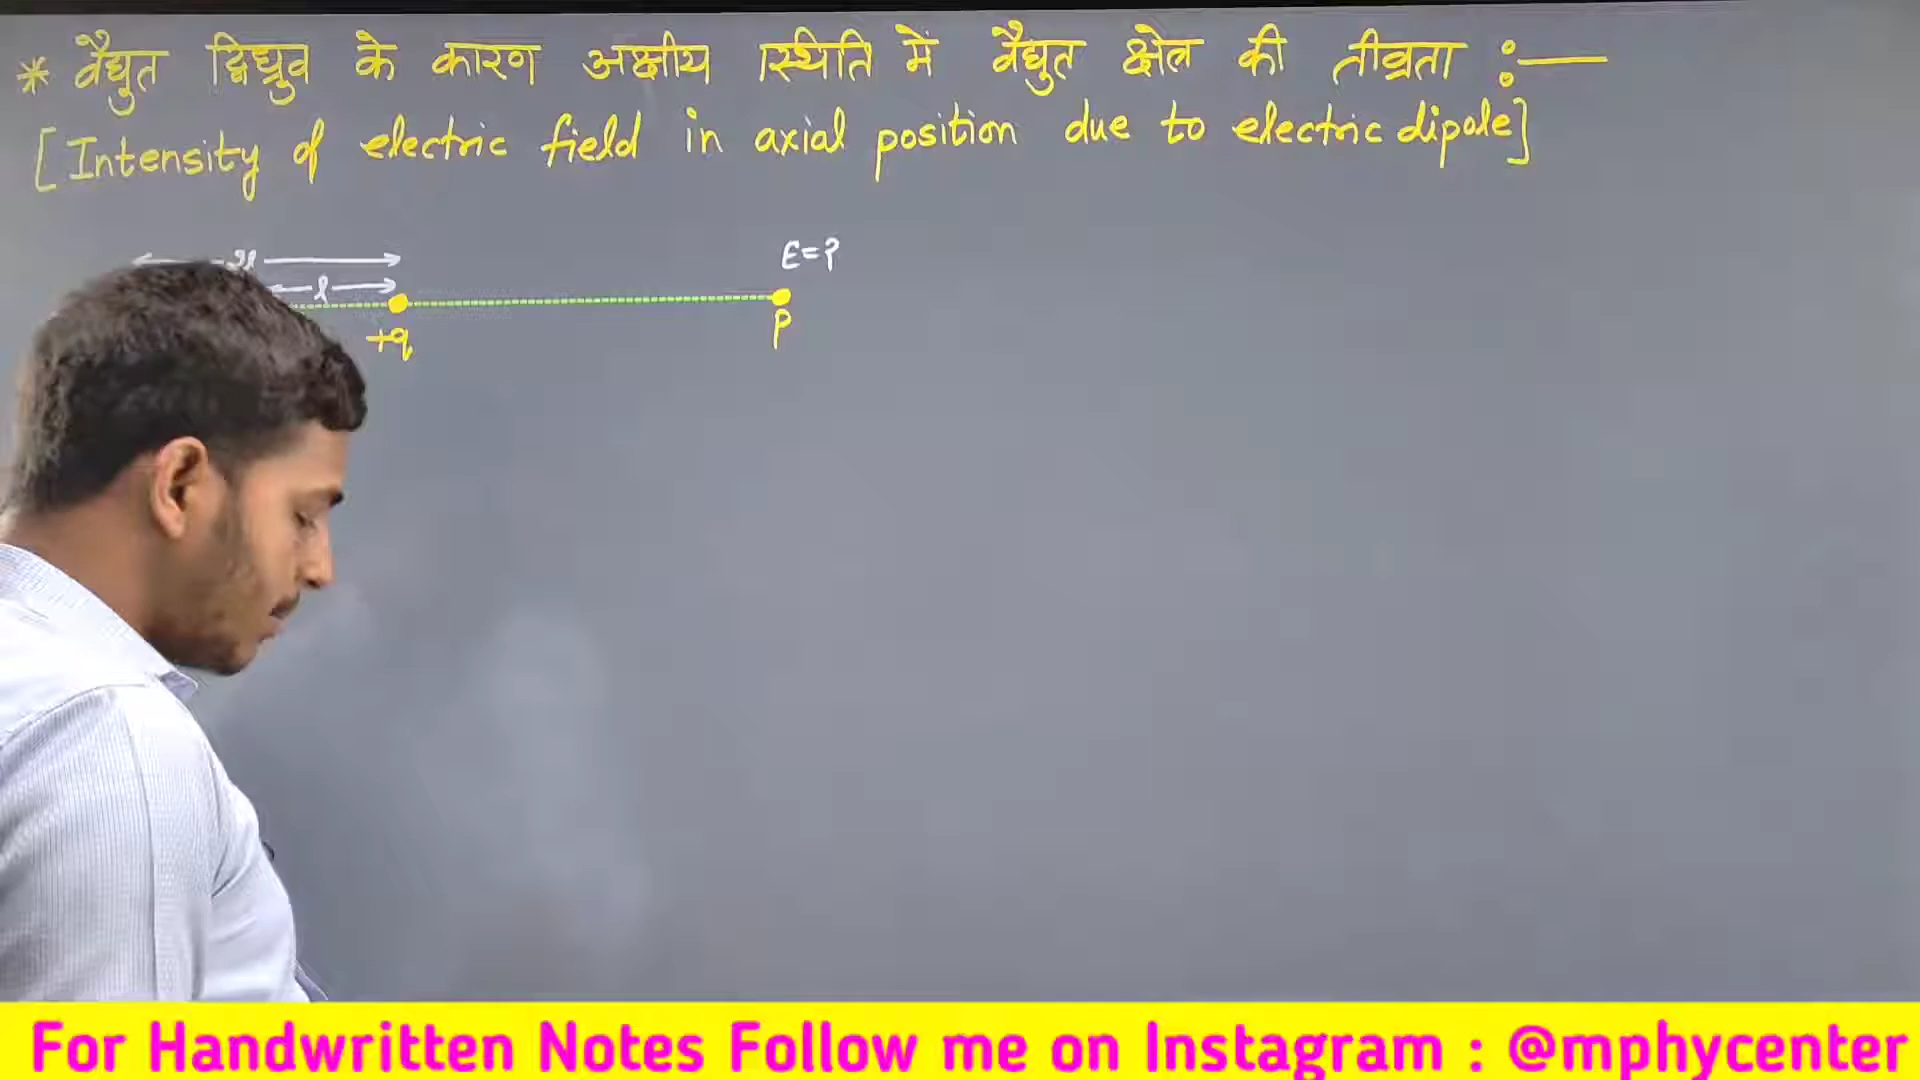 * वैद्युत द्विध्रुव के कारण अक्षीय स्थिति में वैद्युत क्षेत्र की तीव्रता :—
[Intensity of electric field in axial position due to electric dipole]
E=?
l
+q
P
For Handwritten Notes Follow me on Instagram : @mphycenter